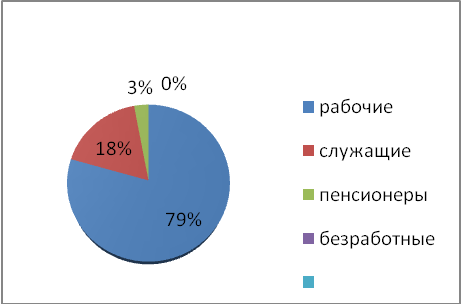 3%
0%
18%
79%
рабочие
служащие
пенсионеры
безработные